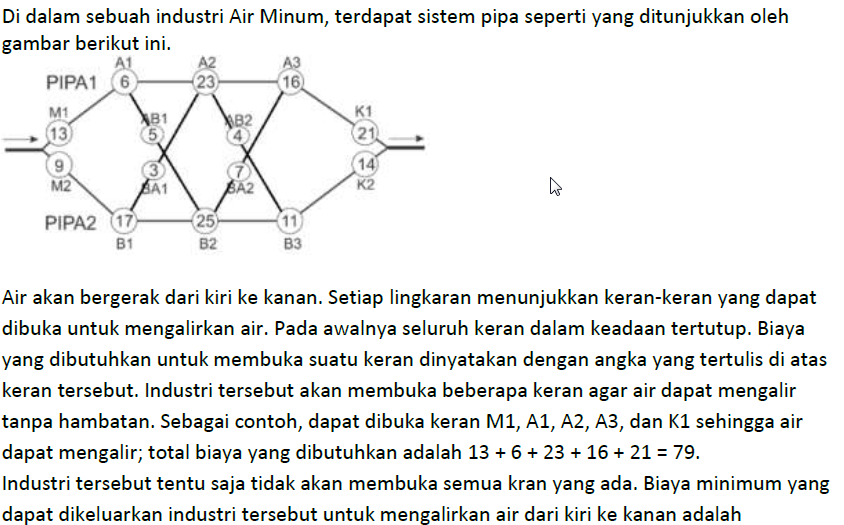 Di dalam sebuah industri Air Minum, terdapat sistem pipa seperti yang ditunjukkan oleh
gambar berikut ini.
A1 A2 A3
PIPA1 6 23 16
M1 AB1 AB2 K1
13 5 4 21
9 3 7 14
M2 BA1 BA2 K2
PIPA2 17 25 11
B1 B2 B3
Air akan bergerak dari kiri ke kanan. Setiap lingkaran menunjukkan keran-keran yang dapat
dibuka untuk mengalirkan air. Pada awalnya seluruh keran dalam keadaan tertutup. Biaya
yang dibutuhkan untuk membuka suatu keran dinyatakan dengan angka yang tertulis di atas
keran tersebut. Industri tersebut akan membuka beberapa keran agar air dapat mengalir
tanpa hambatan. Sebagai contoh, dapat dibuka keran M1, A1, A2, A3, dan K1 sehingga air
dapat mengalir; total biaya yang dibutuhkan adalah 13 + 6 + 23 + 16 + 21 = 79.
Industri tersebut tentu saja tidak akan membuka semua kran yang ada. Biaya minimum yang
dapat dikeluarkan industri tersebut untuk mengalirkan air dari kiri ke kanan adalah